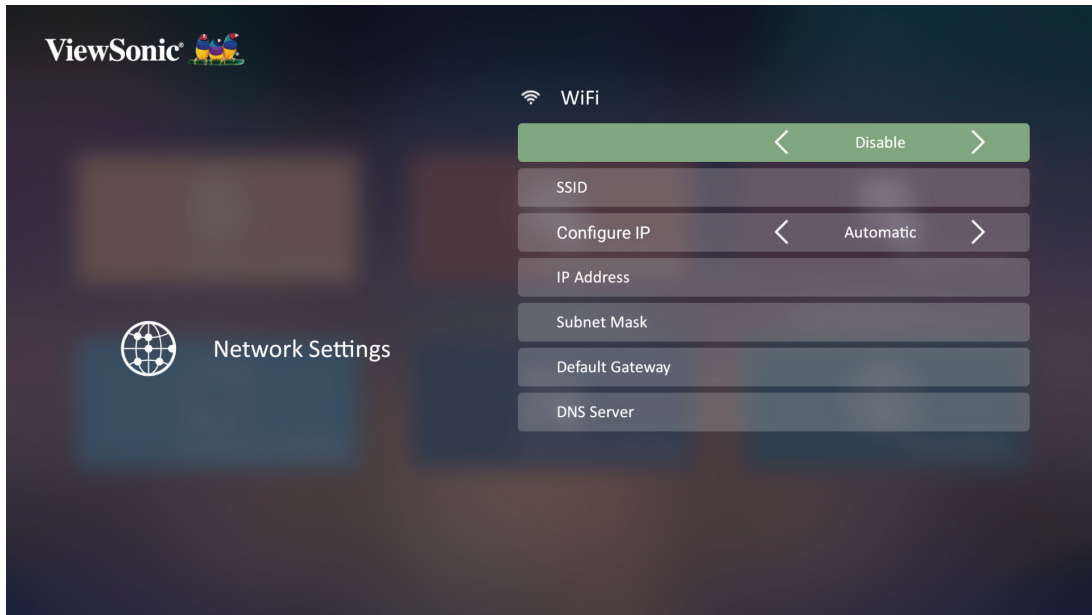 ViewSonic®
WiFi
Disable
SSID
Configure IP Automatic
IP Address
Subnet Mask
Network Settings
Default Gateway
DNS Server